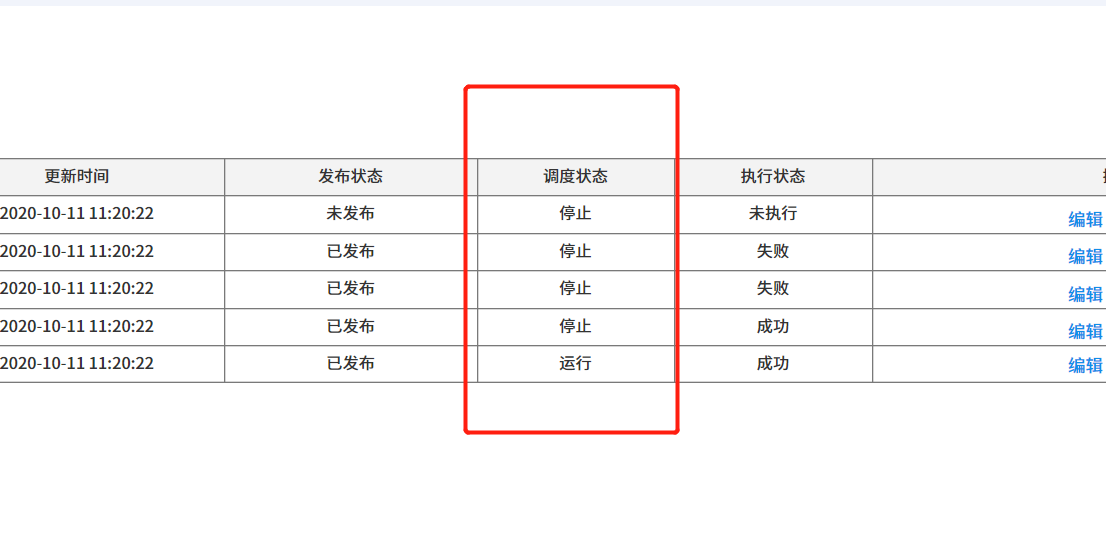 更新时间 发布状态 调度状态 执行状态
2020-10-11 11:20:22 未发布 停止 未执行 编辑
2020-10-11 11:20:22 已发布 停止 失败 编辑
2020-10-11 11:20:22 已发布 停止 失败 编辑
2020-10-11 11:20:22 已发布 停止 成功 编辑
2020-10-11 11:20:22 已发布 运行 成功 编辑